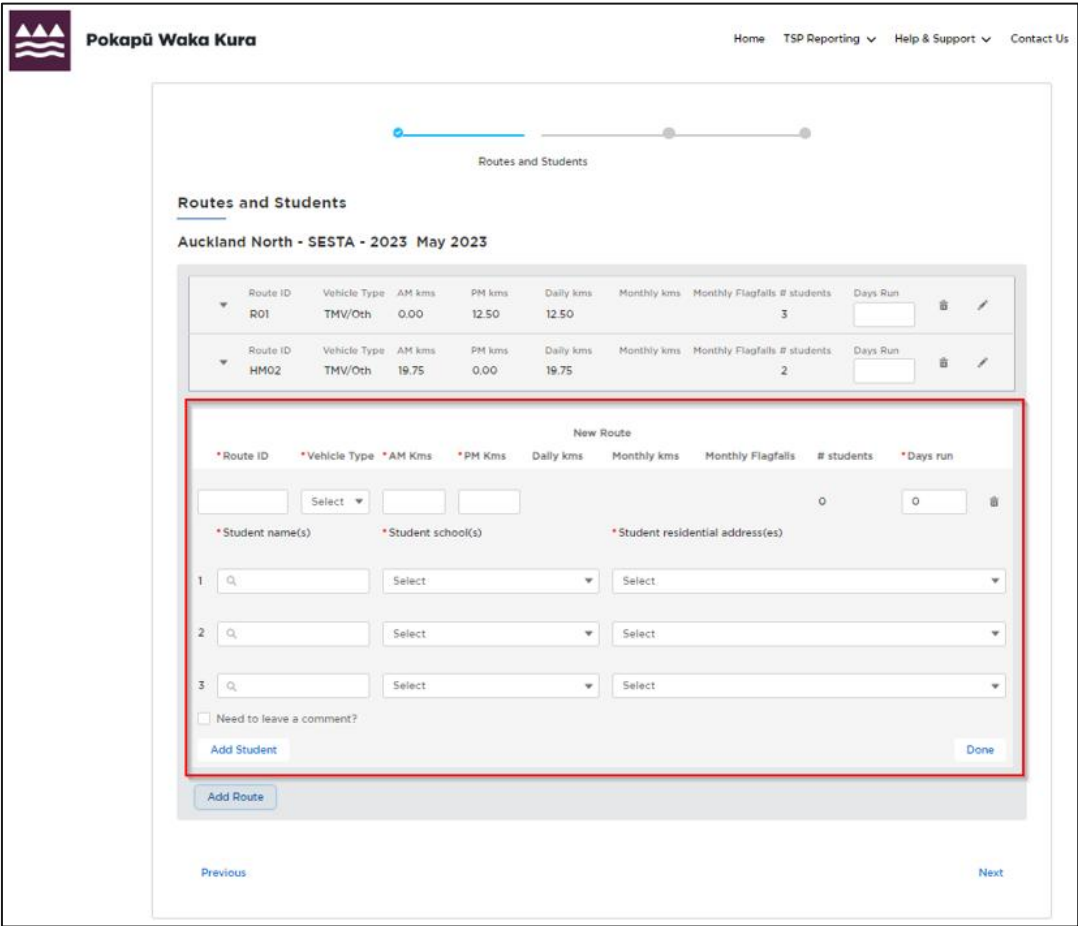 Pokapū Waka Kura
Home TSP Reporting Help & Support Contact Us
Routes and Students
Routes and Students
Auckland North - SESTA - 2023 May 2023
Route ID Vehicle Type AM kms PM kms Daily kms Monthly kms Monthly Flagfalls # students Days Run
R01 TMV/Oth 0.00 12.50 12.50 3
Route ID Vehicle Type AM kms PM kms Daily kms Monthly kms Monthly Flagfalls # students Days Run
HM02 TMV/Oth 19.75 0.00 19.75 2
New Route
*Route ID *Vehicle Type *AM Kms *PM Kms Daily kms Monthly kms Monthly Flagfalls # students *Days run
Select 0 0
*Student name(s) *Student school(s) *Student residential address(es)
1 Select Select
2 Select Select
3 Select Select
Need to leave a comment?
Add Student Done
Add Route
Previous Next